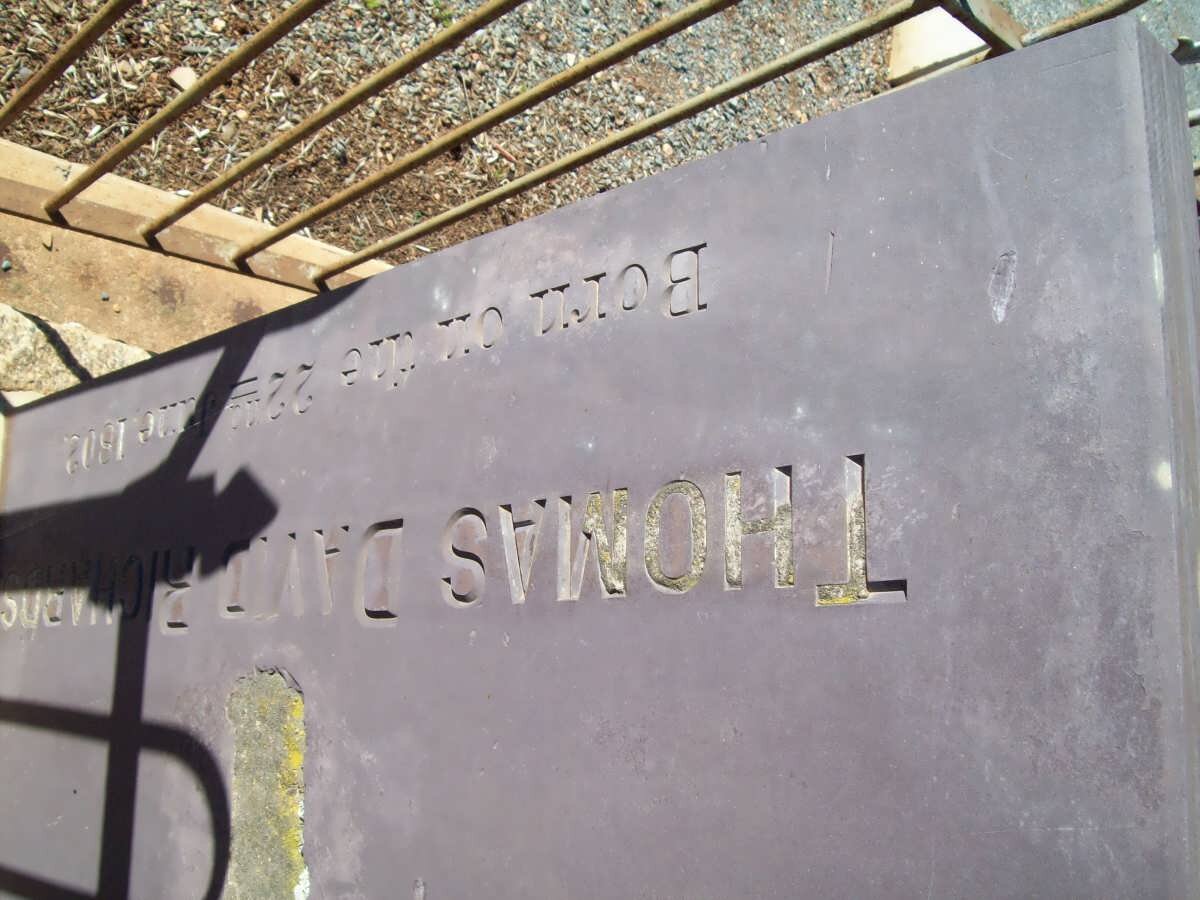 THOMAS DAVID RICHARDS
Born on the 22nd June, 1802.